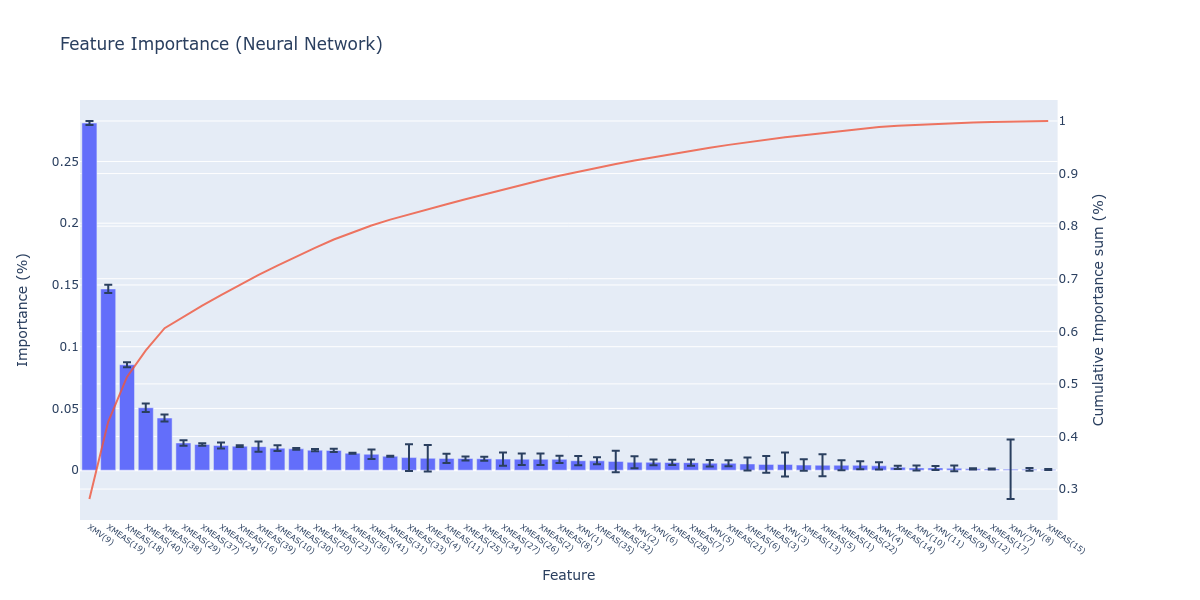 Feature Importance (Neural Network)
0.25
0.2
0.15
0.1
0.05
0
Importance (%)
1
0.9
0.8
0.7
0.6
0.5
0.4
0.3
Cumulative Importance sum (%)
XMV(9)
XMEAS(19)
XMEAS(18)
XMEAS(40)
XMEAS(38)
XMEAS(29)
XMEAS(37)
XMEAS(24)
XMEAS(16)
XMEAS(39)
XMEAS(10)
XMEAS(30)
XMEAS(20)
XMEAS(23)
XMEAS(36)
XMEAS(41)
XMEAS(31)
XMEAS(33)
XMEAS(4)
XMEAS(11)
XMEAS(25)
XMEAS(34)
XMEAS(27)
XMEAS(26)
XMEAS(2)
XMEAS(8)
XMV(1)
XMEAS(35)
XMEAS(32)
XMV(2)
XMV(6)
XMEAS(28)
XMEAS(7)
XMV(5)
XMEAS(21)
XMEAS(6)
XMEAS(3)
XMV(3)
XMEAS(13)
XMEAS(5)
XMEAS(1)
XMEAS(22)
XMV(4)
XMEAS(14)
XMV(10)
XMV(11)
XMEAS(9)
XMEAS(12)
XMEAS(17)
XMV(7)
XMV(8)
XMEAS(15)
Feature